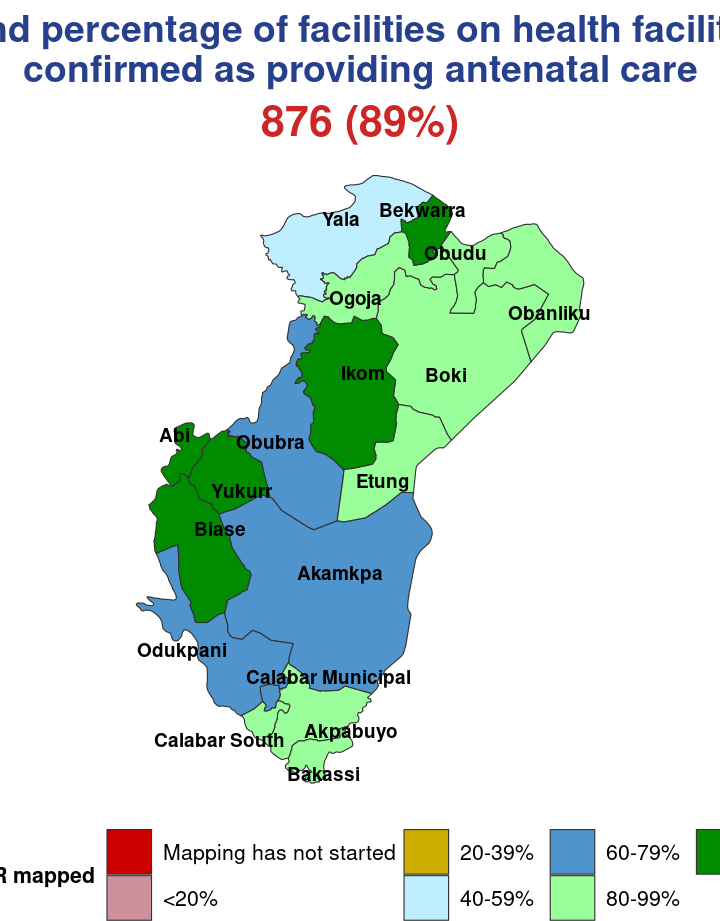 percentage of facilities on health
confirmed as providing antenatal care
876 (89%)
Yala
Bekwarra
Obudu
Ogoja
Obanliku
Ikom
Boki
Abi
Obubra
Etung
Yukurr
Biase
Akamkpa
Odukpani
Calabar Municipal
Akpabuyo
Calabar South
Bakassi
Mapping has not started
20-39%
60-79%
mapped
<20%
40-59%
80-99%